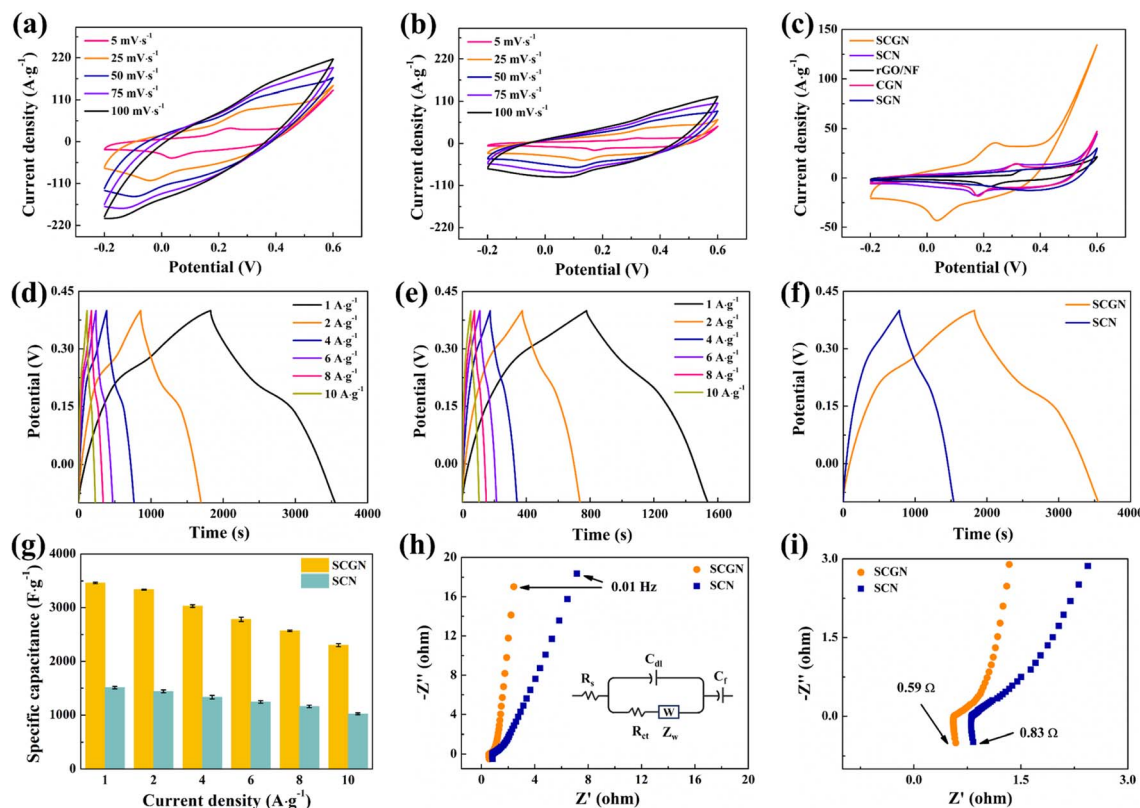 (a)
5 mV·s⁻¹
25 mV·s⁻¹
50 mV·s⁻¹
75 mV·s⁻¹
100 mV·s⁻¹
220
110
0
-110
-220
Current density (A·g⁻¹)
-0.2 0.0 0.2 0.4 0.6
Potential (V)
(b)
5 mV·s⁻¹
25 mV·s⁻¹
50 mV·s⁻¹
75 mV·s⁻¹
100 mV·s⁻¹
220
110
0
-110
-220
Current density (A·g⁻¹)
-0.2 0.0 0.2 0.4 0.6
Potential (V)
(c)
SCGN
SCN
rGO/NF
CGN
SGN
150
100
50
0
-50
Current density (A·g⁻¹)
-0.2 0.0 0.2 0.4 0.6
Potential (V)
(d)
1 A·g⁻¹
2 A·g⁻¹
4 A·g⁻¹
6 A·g⁻¹
8 A·g⁻¹
10 A·g⁻¹
0.45
0.30
0.15
0.00
Potential (V)
0 1000 2000 3000 4000
Time (s)
(e)
1 A·g⁻¹
2 A·g⁻¹
4 A·g⁻¹
6 A·g⁻¹
8 A·g⁻¹
10 A·g⁻¹
0.45
0.30
0.15
0.00
Potential (V)
0 400 800 1200 1600
Time (s)
(f)
SCGN
SCN
0.45
0.30
0.15
0.00
Potential (V)
0 1000 2000 3000 4000
Time (s)
(g)
SCGN
SCN
4000
3000
2000
1000
0
Specific capacitance (F·g⁻¹)
1 2 4 6 8 10
Current density (A·g⁻¹)
(h)
SCGN
SCN
0.01 Hz
20
16
12
8
4
0
-Z'' (ohm)
Rs
Cdl
Cf
Rct
W
Zw
0 4 8 12 16
Z' (ohm)
(i)
SCGN
SCN
3.0
1.5
0.0
-Z'' (ohm)
0.59 Ω
0.83 Ω
0.0 1.5 3.0
Z' (ohm)